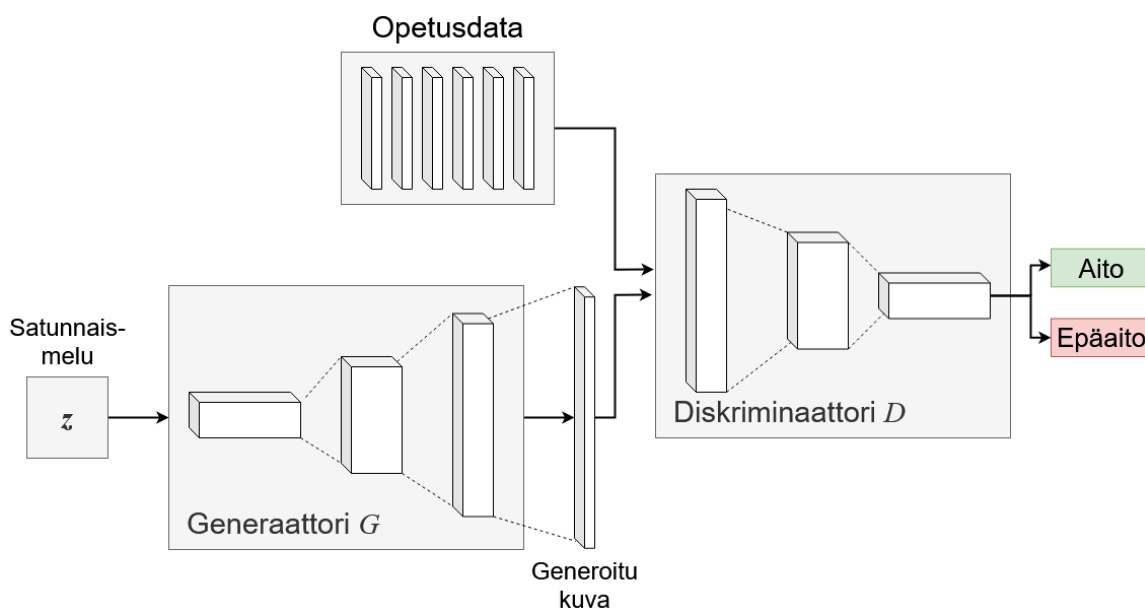 Opetusdata
Aito
Epäaito
Satunnais-
melu
z
Diskriminaattori D
Generaattori G
Generoitu
kuva